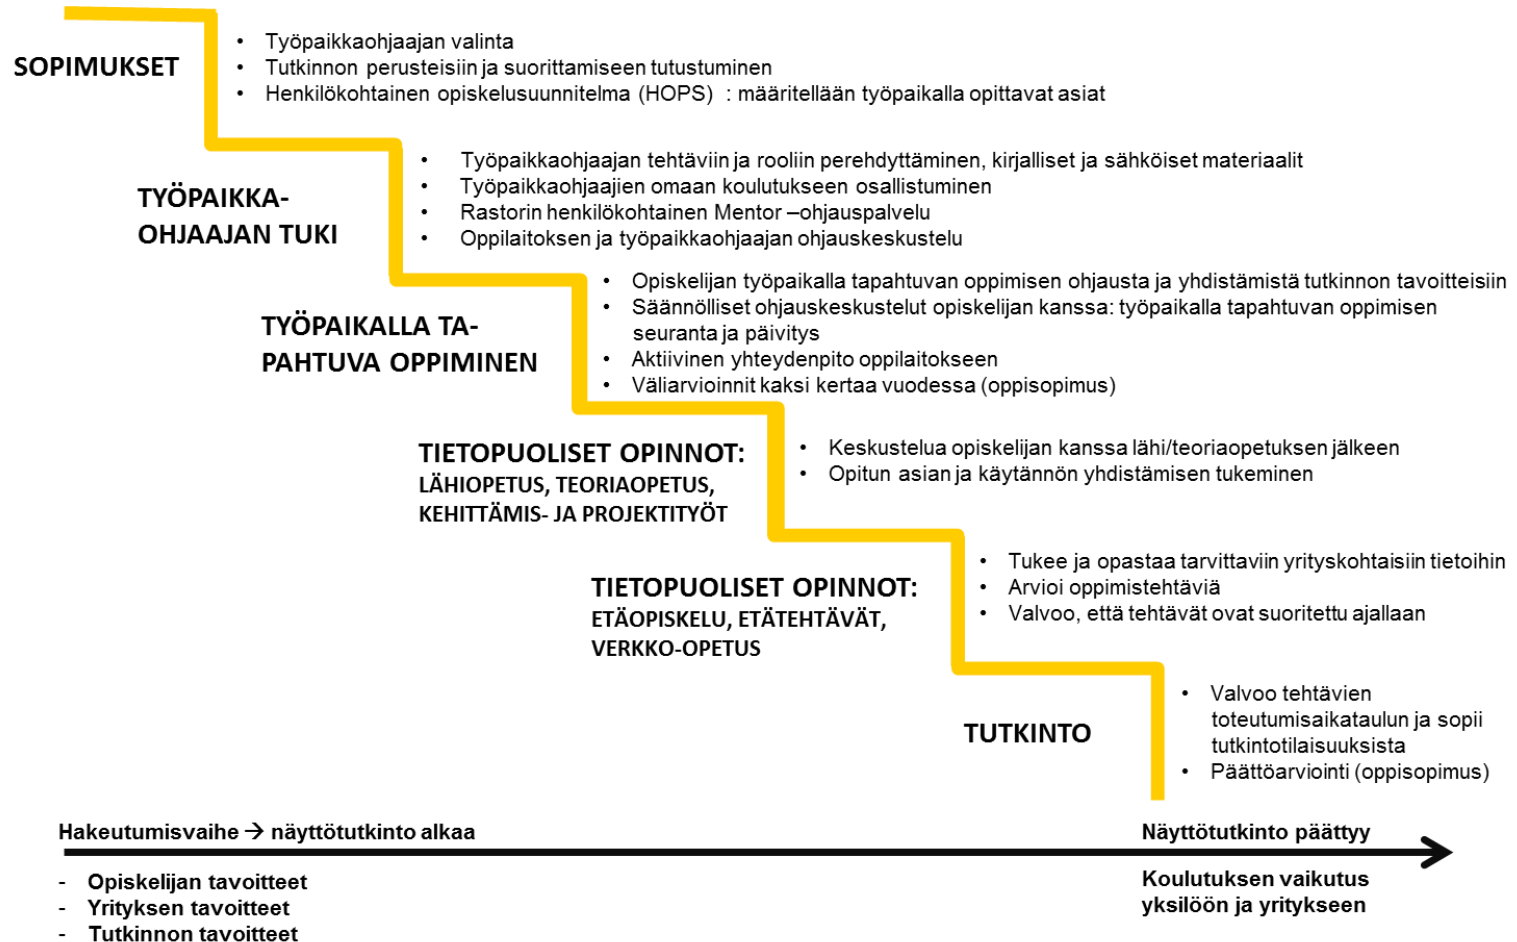 SOPIMUKSET
• Työpaikkaohjaajan valinta
• Tutkinnon perusteisiin ja suorittamiseen tutustuminen
• Henkilökohtainen opiskelusuunnitelma (HOPS) : määritellään työpaikalla opittavat asiat
TYÖPAIKKA-
OHJAAJAN TUKI
• Työpaikkaohjaajan tehtäviin ja rooliin perehdyttäminen, kirjalliset ja sähköiset materiaalit
• Työpaikkaohjaajien omaan koulutukseen osallistuminen
• Rastorin henkilökohtainen Mentor –ohjauspalvelu
• Oppilaitoksen ja työpaikkaohjaajan ohjauskeskustelu
TYÖPAIKALLA TA-
PAHTUVA OPPIMINEN
• Opiskelijan työpaikalla tapahtuvan oppimisen ohjausta ja yhdistämistä tutkinnon tavoitteisiin
• Säännölliset ohjauskeskustelut opiskelijan kanssa: työpaikalla tapahtuvan oppimisen
seuranta ja päivitys
• Aktiivinen yhteydenpito oppilaitokseen
• Väliarvioinnit kaksi kertaa vuodessa (oppisopimus)
TIETOPUOLISET OPINNOT:
LÄHIOPETUS, TEORIAOPETUS,
KEHITTÄMIS- JA PROJEKTITYÖT
• Keskustelua opiskelijan kanssa lähi/teoriaopetuksen jälkeen
• Opitun asian ja käytännön yhdistämisen tukeminen
TIETOPUOLISET OPINNOT:
ETÄOPISKELU, ETÄTEHTÄVÄT,
VERKKO-OPETUS
• Tukee ja opastaa tarvittaviin yrityskohtaisiin tietoihin
• Arvioi oppimistehtäviä
• Valvoo, että tehtävät ovat suoritettu ajallaan
TUTKINTO
• Valvoo tehtävien
toteutumisaikataulun ja sopii
tutkintotilaisuuksista
• Päättöarviointi (oppisopimus)
Hakeutumisvaihe → näyttötutkinto alkaa
Näyttötutkinto päättyy
- Opiskelijan tavoitteet
- Yrityksen tavoitteet
- Tutkinnon tavoitteet
Koulutuksen vaikutus
yksilöön ja yritykseen